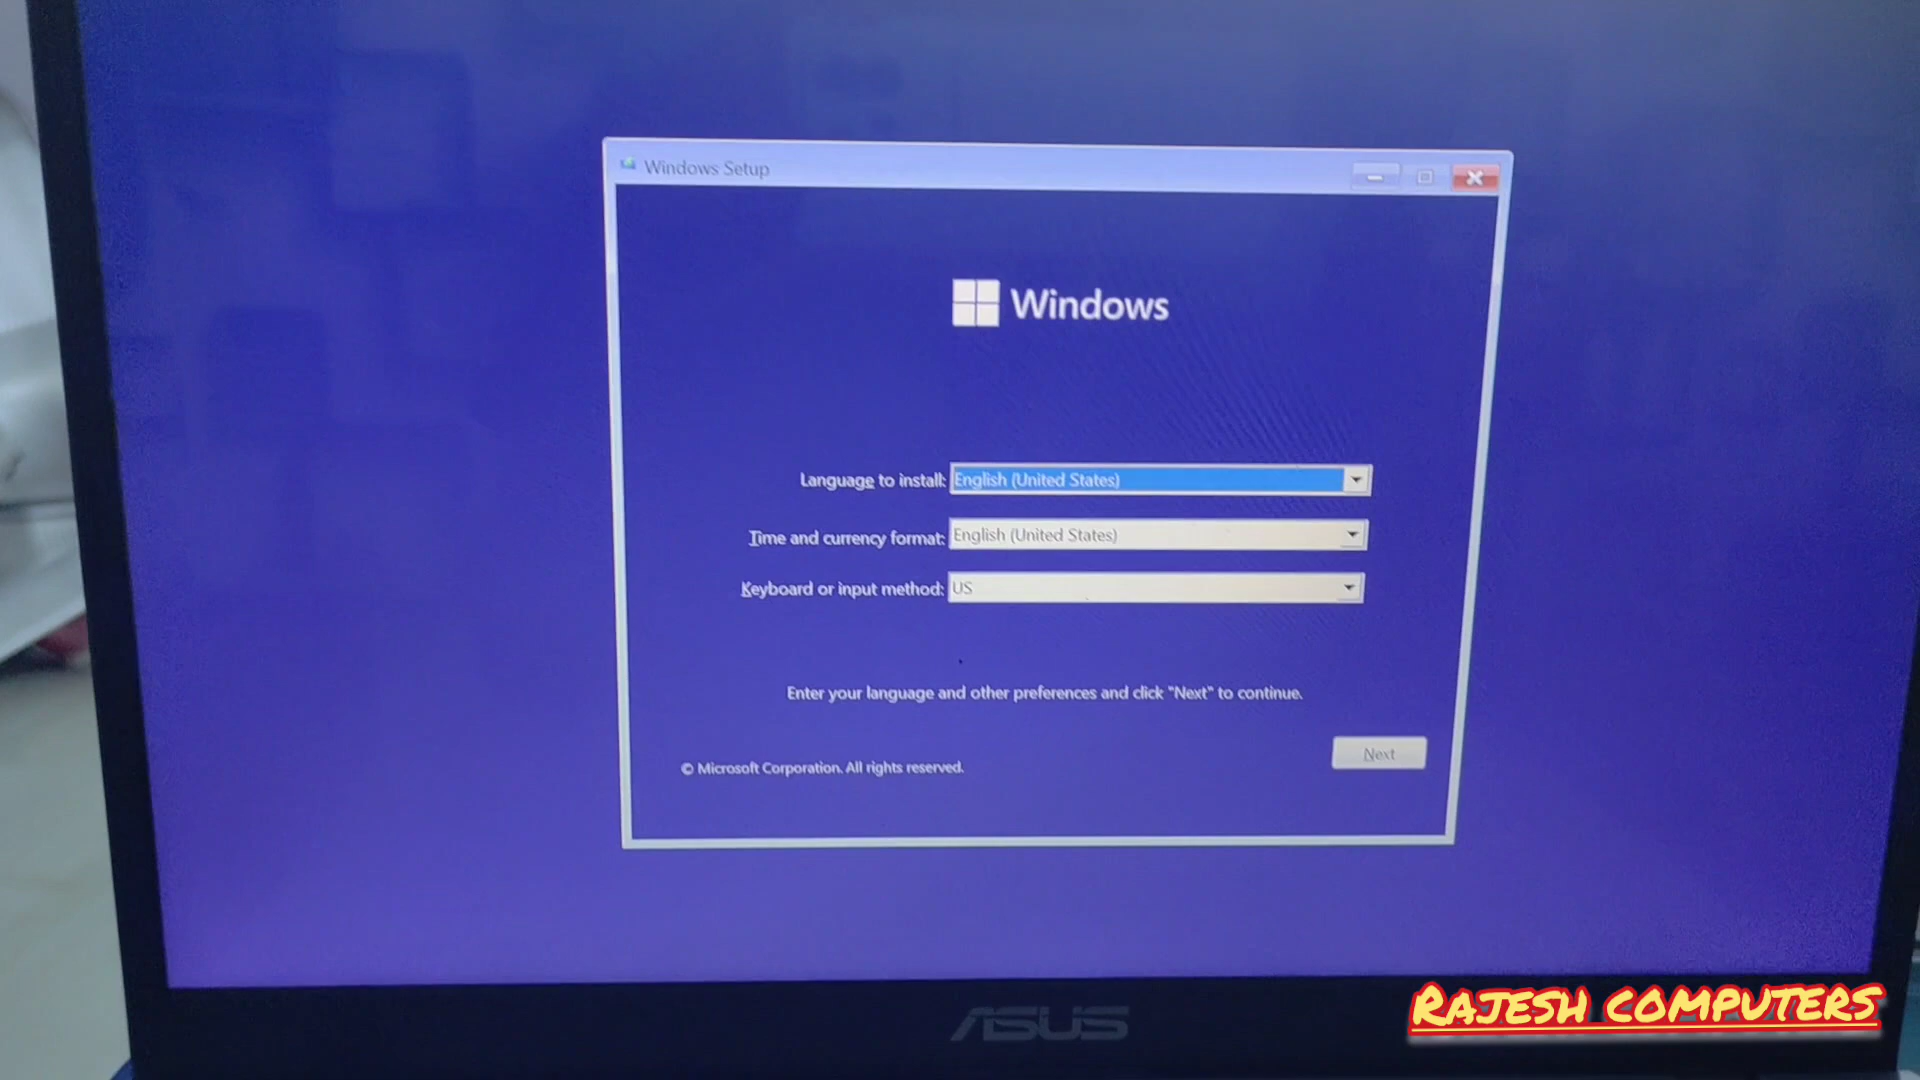 Windows Setup
Windows
Language to install: English (United States)
Time and currency format: English (United States)
Keyboard or input method: US
Enter your language and other preferences and click "Next" to continue.
Next
© Microsoft Corporation. All rights reserved.
ASUS
RAJESH COMPUTERS